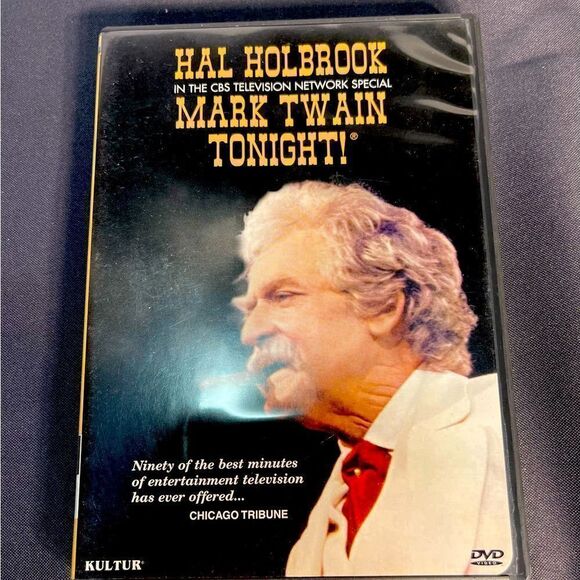 HAL HOLBROOK
IN THE CBS TELEVISION NETWORK SPECIAL
MARK TWAIN
TONIGHT!®
Ninety of the best minutes
of entertainment television
has ever offered...
CHICAGO TRIBUNE
KULTUR®
DVD
VIDEO